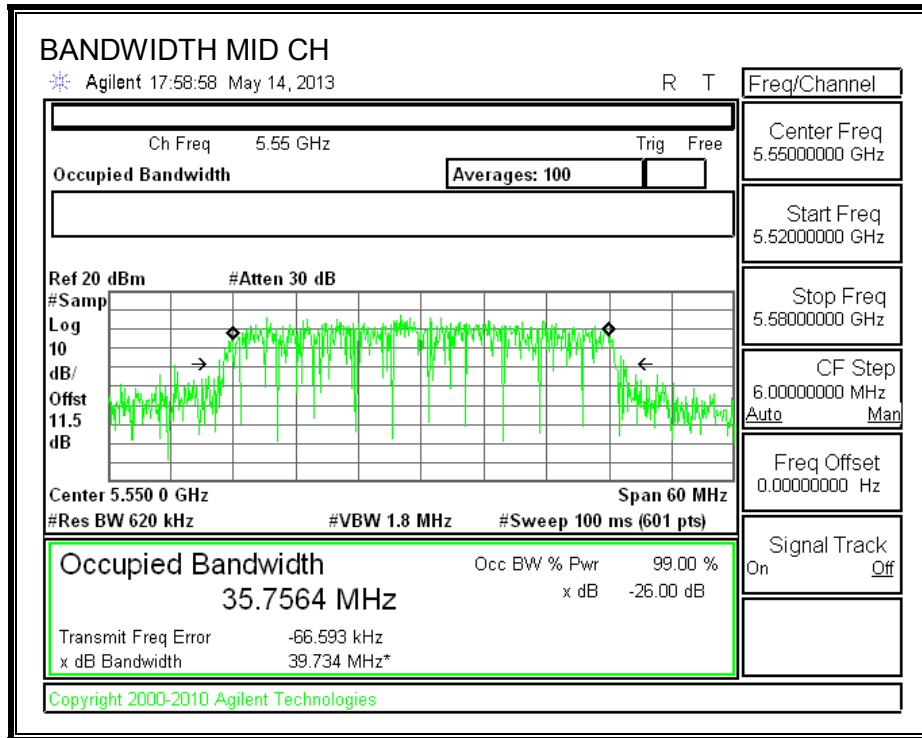 BANDWIDTH MID CH
Agilent 17:58:58 May 14, 2013
R T
Ch Freq 5.55 GHz
Trig Free
Occupied Bandwidth
Averages: 100
Ref 20 dBm #Atten 30 dB
#Samp
Log
10
dB/
Offst
11.5
dB
Center 5.550 0 GHz Span 60 MHz
#Res BW 620 kHz #VBW 1.8 MHz #Sweep 100 ms (601 pts)
Occupied Bandwidth
35.7564 MHz
Occ BW % Pwr 99.00 %
x dB -26.00 dB
Transmit Freq Error -66.593 kHz
x dB Bandwidth 39.734 MHz*
Copyright 2000-2010 Agilent Technologies
Freq/Channel
Center Freq
5.55000000 GHz
Start Freq
5.52000000 GHz
Stop Freq
5.58000000 GHz
CF Step
6.00000000 MHz
Auto Man
Freq Offset
0.00000000 Hz
Signal Track
On Off